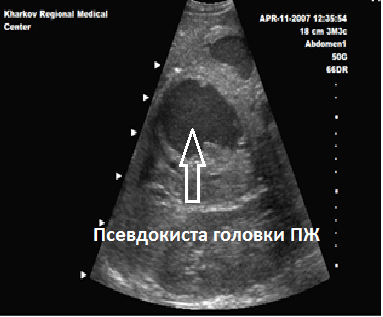 Kharkov Regional Medical
Center
APR-11-2007 12:35:54
18 cm 3M3c
Abdomen1
50G
66DR
Псевдокиста головки ПЖ